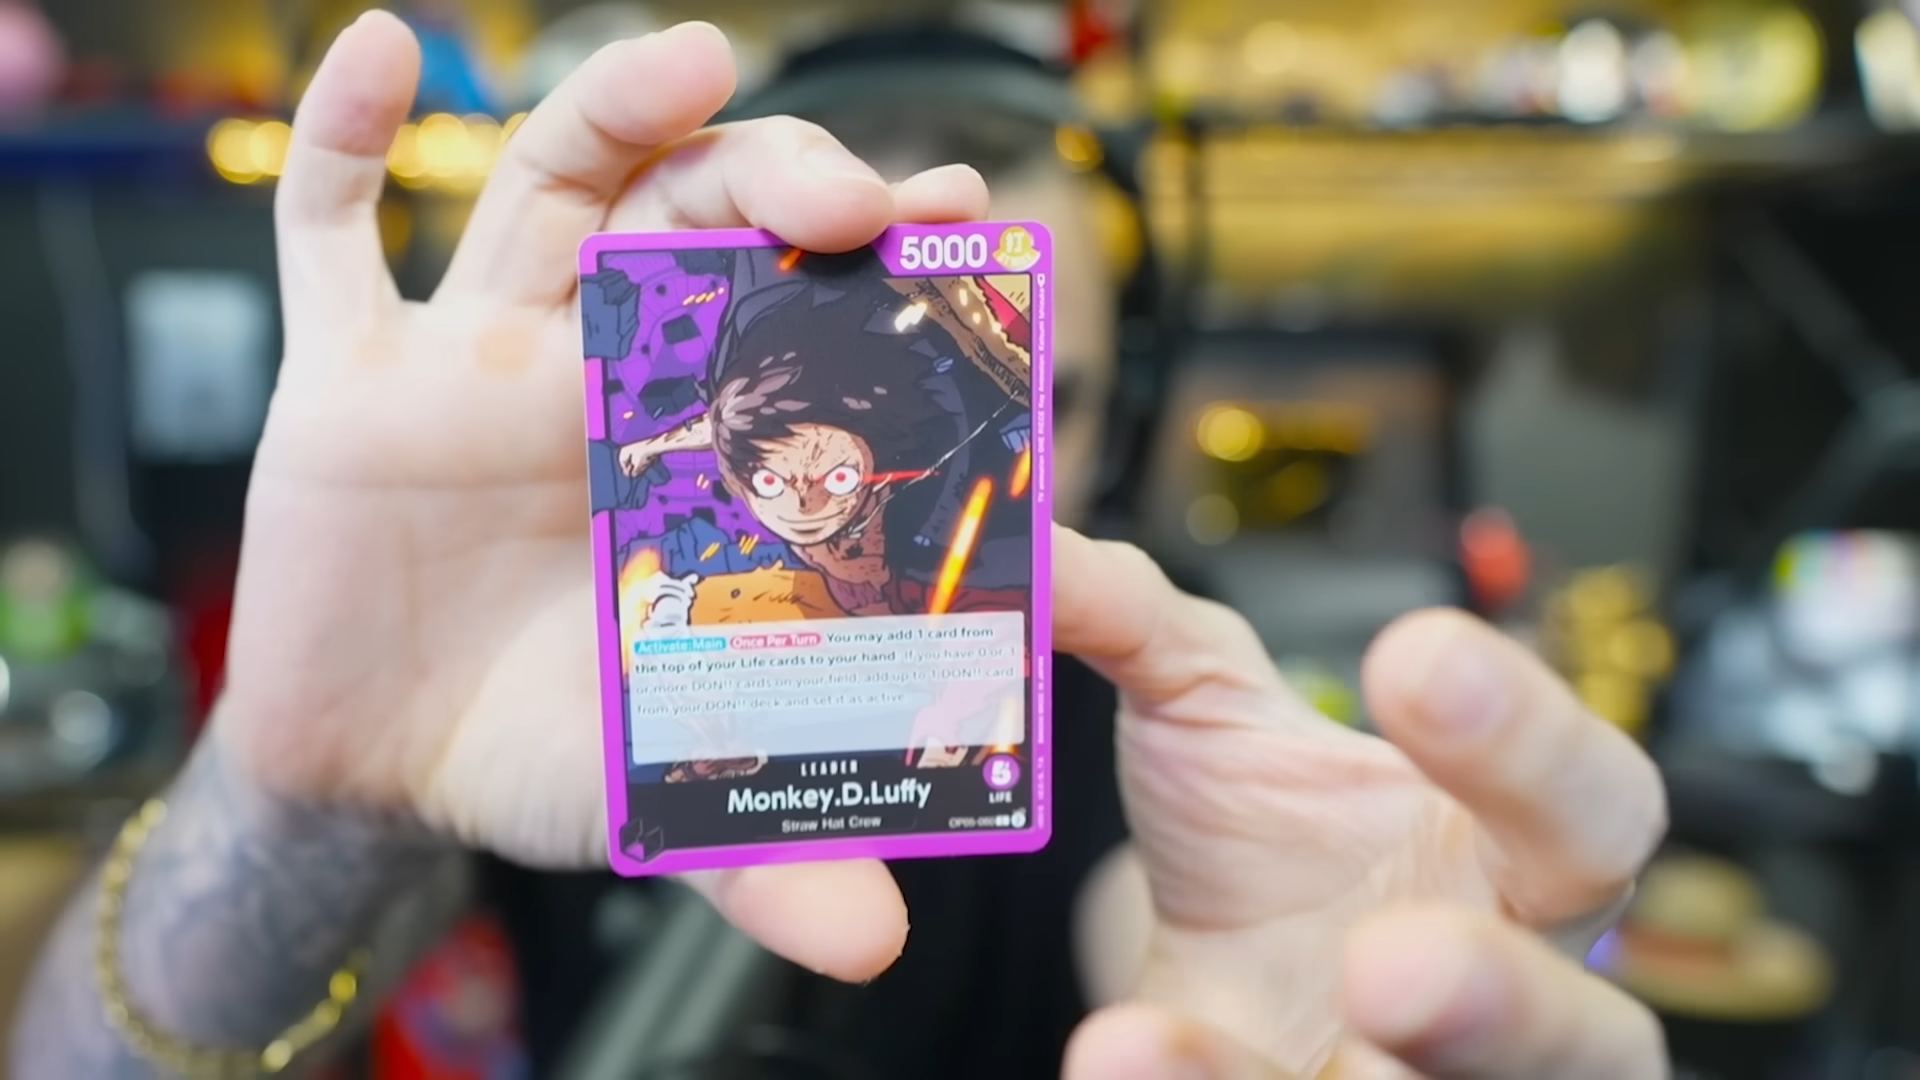 5000
打
Activate:Main Once Per Turn You may add 1 card from
the top of your Life cards to your hand. If you have 0 or 3
or more DON!! cards on your field, add up to 1 DON!! card
from your DON!! deck and set it as active.
LEADER
5
Monkey.D.Luffy
LIFE
Straw Hat Crew
OP05-060